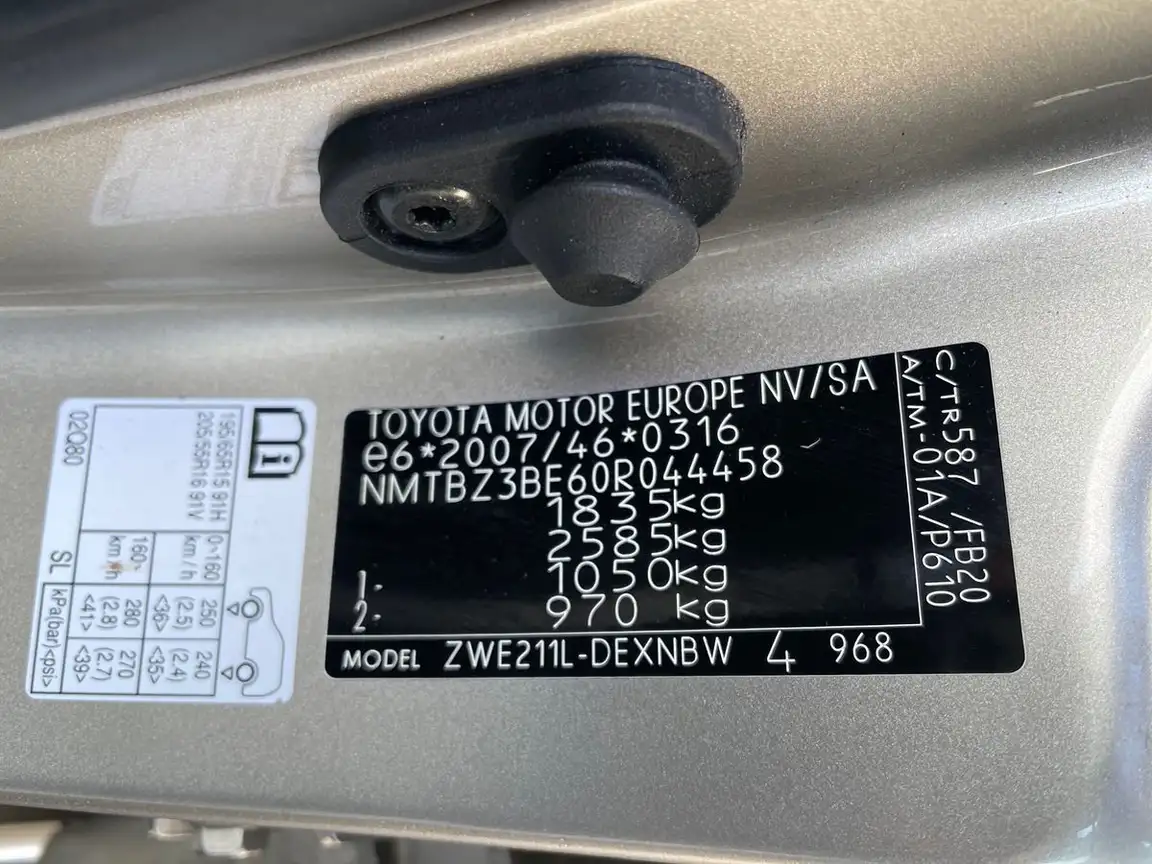 TOYOTA MOTOR EUROPE NV/SA
e6*2007/46*0316
NMTBZ3BE60R044458
1835kg
2585kg
1- 1050kg
2- 970 kg
MODEL ZWE211L-DEXNBW 4 968
C/TR587 /FB20
A/TM-01A/P610
i
195/65R15 91H
205/55R16 91V
0~160 km/h
250 (2.5) <36>
240 (2.4) <35>
160~ km/h
280 (2.8) <41>
270 (2.7) <39>
02Q80
SL
kPa(bar)<psi>